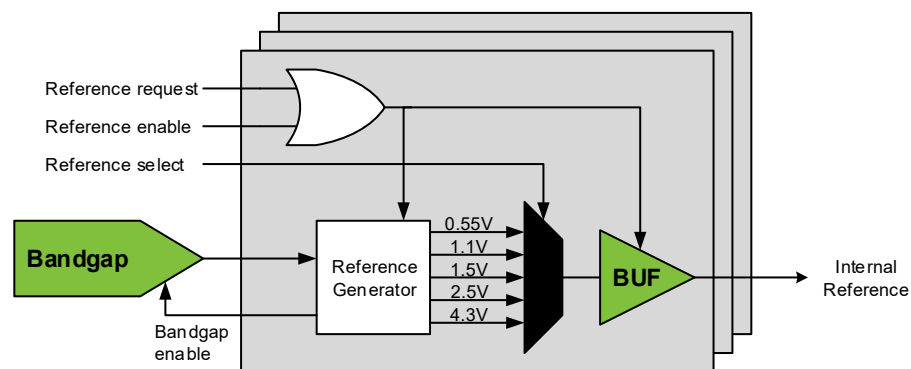 Reference request
Reference enable
Reference select
Bandgap
Reference
Generator
0.55V
1.1V
1.5V
2.5V
4.3V
BUF
Internal
Reference
Bandgap
enable